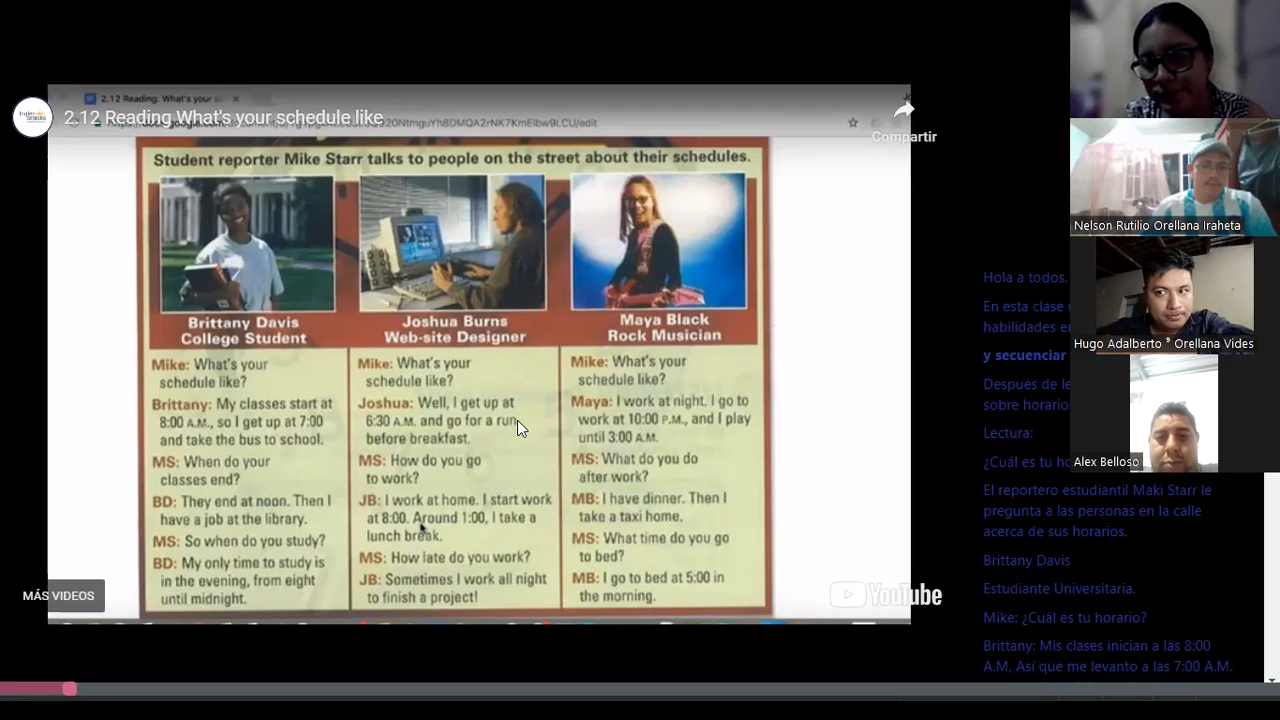 2.12 Reading: What's your
2.12 Reading What's your schedule like
Compartir
Student reporter Mike Starr talks to people on the street about their schedules.
Brittany Davis
College Student
Mike: What's your
schedule like?
Brittany: My classes start at
8:00 A.M., so I get up at 7:00
and take the bus to school.
MS: When do your
classes end?
BD: They end at noon. Then I
have a job at the library.
MS: So when do you study?
BD: My only time to study is
in the evening, from eight
until midnight.
Joshua Burns
Web-site Designer
Mike: What's your
schedule like?
Joshua: Well, I get up at
6:30 A.M. and go for a run
before breakfast.
MS: How do you go
to work?
JB: I work at home. I start work
at 8:00. Around 1:00, I take a
lunch break.
MS: How late do you work?
JB: Sometimes I work all night
to finish a project!
Maya Black
Rock Musician
Mike: What's your
schedule like?
Maya: I work at night. I go to
work at 10:00 P.M., and I play
until 3:00 A.M.
MS: What do you do
after work?
MB: I have dinner. Then I
take a taxi home.
MS: What time do you go
to bed?
MB: I go to bed at 5:00 in
the morning.
MÁS VIDEOS
YouTube
Nelson Rutilio Orellana Iraheta
Hugo Adalberto Orellana Vides
Alex Belloso
Hola a todos.
En esta clase
habilidades
y secuenciar
Después de
sobre
Lectura:
¿Cuál es tu
El reportero estudiantil Maki Starr le
pregunta a las personas en la calle
acerca de sus horarios.
Brittany Davis
Estudiante Universitaria.
Mike: ¿Cuál es tu horario?
Brittany: Mis clases inician a las 8:00
A.M, Así que me levanto a las 7:00 A.M.